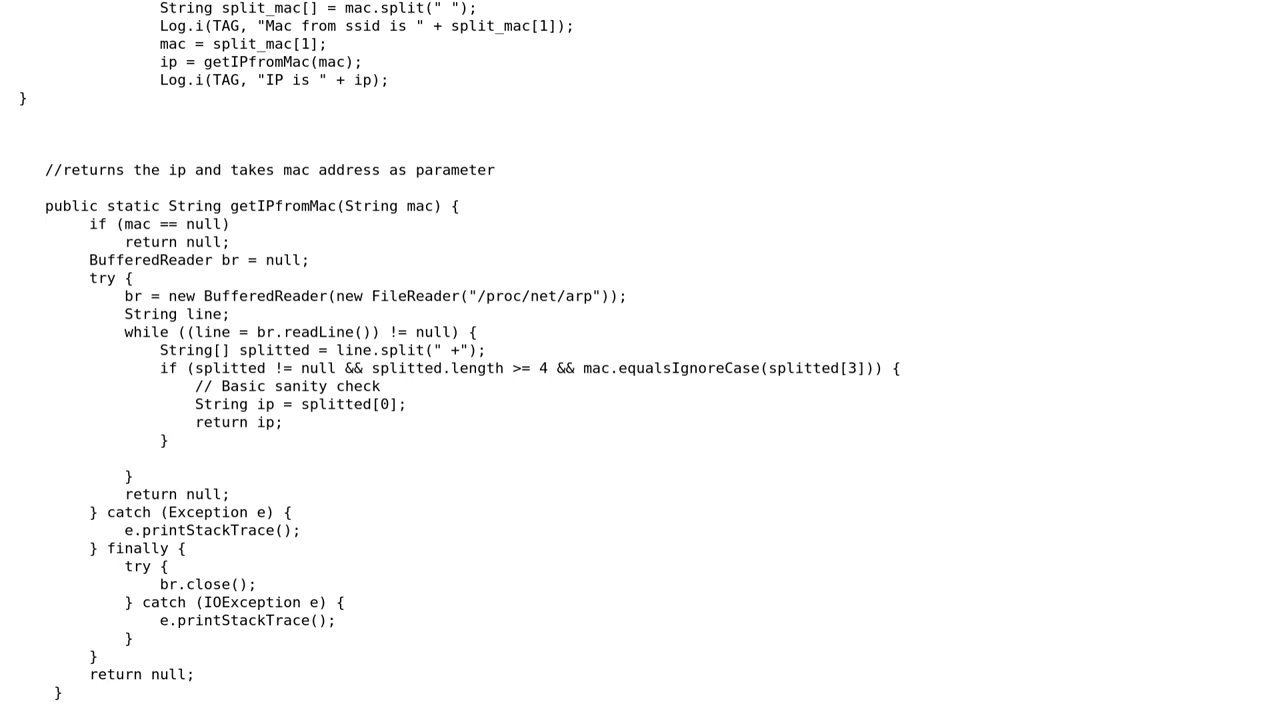 String split_mac[] = mac.split(" ");
Log.i(TAG, "Mac from ssid is " + split_mac[1]);
mac = split_mac[1];
ip = getIPfromMac(mac);
Log.i(TAG, "IP is " + ip);
}
//returns the ip and takes mac address as parameter
public static String getIPfromMac(String mac) {
if (mac == null)
return null;
BufferedReader br = null;
try {
br = new BufferedReader(new FileReader("/proc/net/arp"));
String line;
while ((line = br.readLine()) != null) {
String[] splitted = line.split(" +");
if (splitted != null && splitted.length >= 4 && mac.equalsIgnoreCase(splitted[3])) {
// Basic sanity check
String ip = splitted[0];
return ip;
}
}
return null;
} catch (Exception e) {
e.printStackTrace();
} finally {
try {
br.close();
} catch (IOException e) {
e.printStackTrace();
}
}
return null;
}